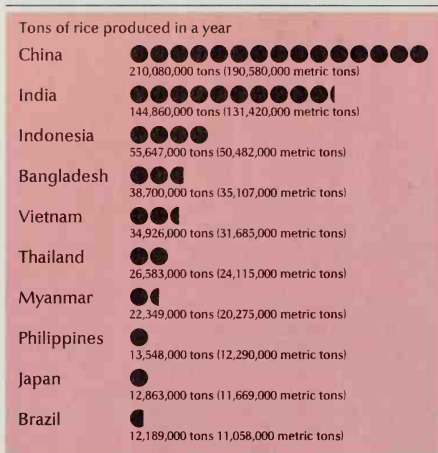 Tons of rice produced in a year
China
210,080,000 tons (190,580,000 metric tons)
India
144,860,000 tons (131,420,000 metric tons)
Indonesia
55,647,000 tons (50,482,000 metric tons)
Bangladesh
38,700,000 tons (35,107,000 metric tons)
Vietnam
34,926,000 tons (31,685,000 metric tons)
Thailand
26,583,000 tons (24,115,000 metric tons)
Myanmar
22,349,000 tons (20,275,000 metric tons)
Philippines
13,548,000 tons (12,290,000 metric tons)
Japan
12,863,000 tons (11,669,000 metric tons)
Brazil
12,189,000 tons 11,058,000 metric tons)